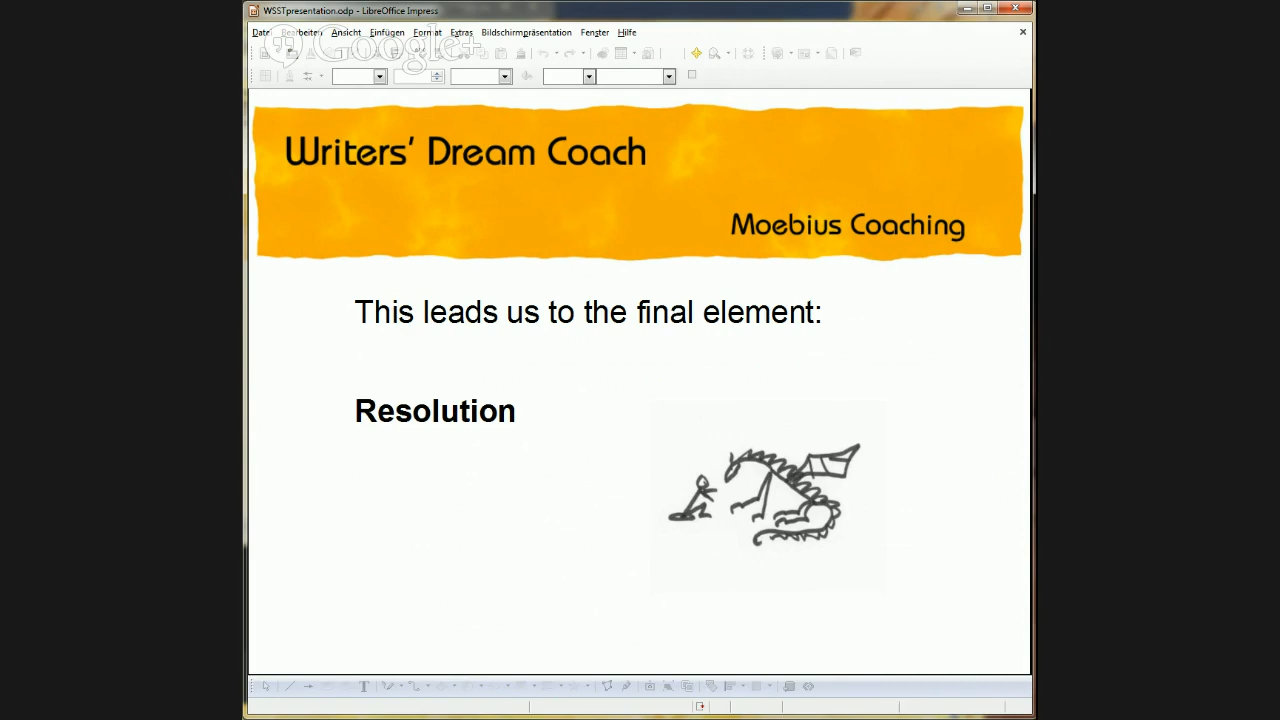 WSSTpresentation.odp - LibreOffice Impress
Datei Bearbeiten Ansicht Einfügen Format Extras Bildschirmpräsentation Fenster Hilfe
Google+
Writers' Dream Coach
Moebius Coaching
This leads us to the final element:
Resolution